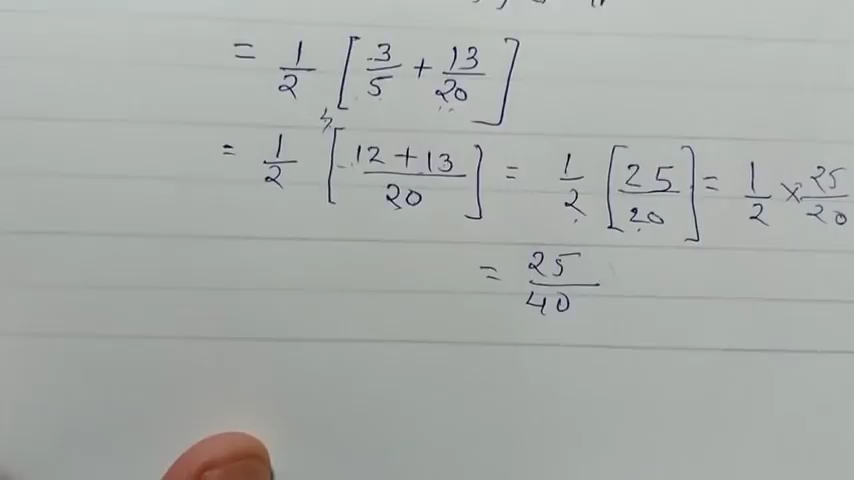 = 1/2 [3/5 + 13/20]
= 1/2 [12+13/20] = 1/2 [25/20] = 1/2 × 25/20
= 25/40